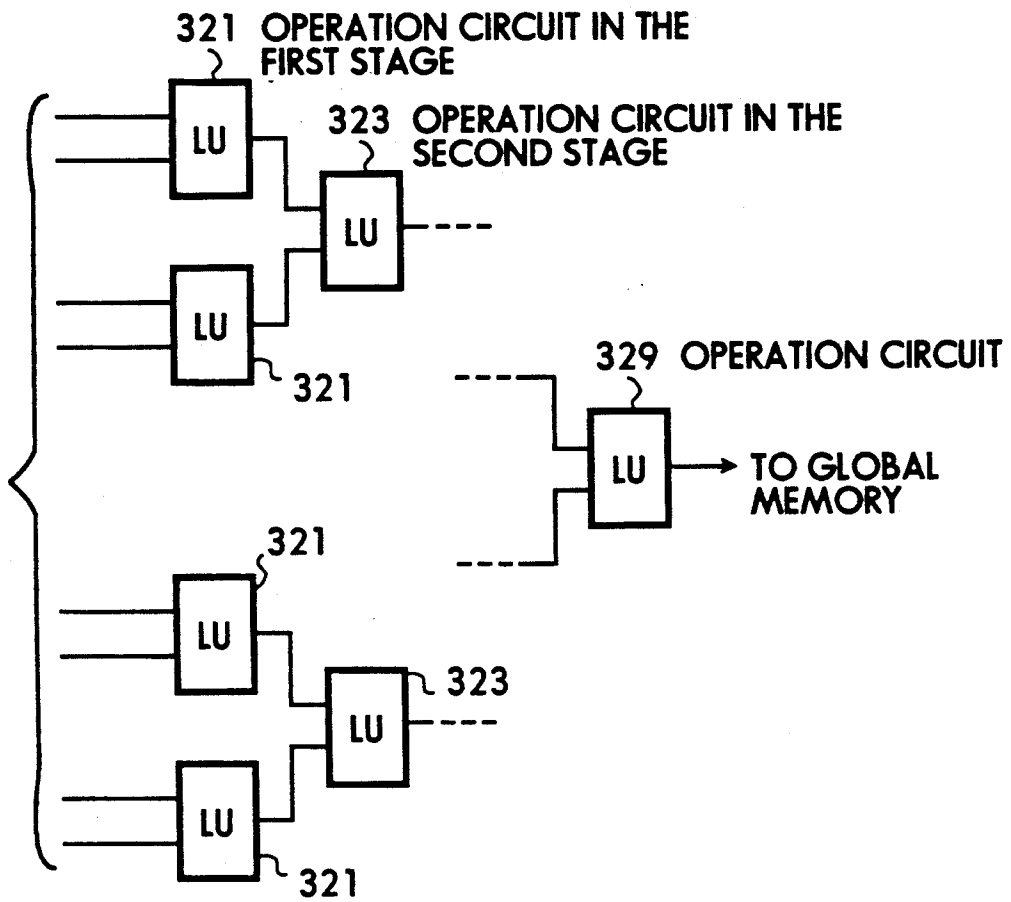 321 OPERATION CIRCUIT IN THE
FIRST STAGE
323 OPERATION CIRCUIT IN THE
SECOND STAGE
LU
LU
LU
321
329 OPERATION CIRCUIT
LU
TO GLOBAL
MEMORY
321
LU
323
LU
LU
321